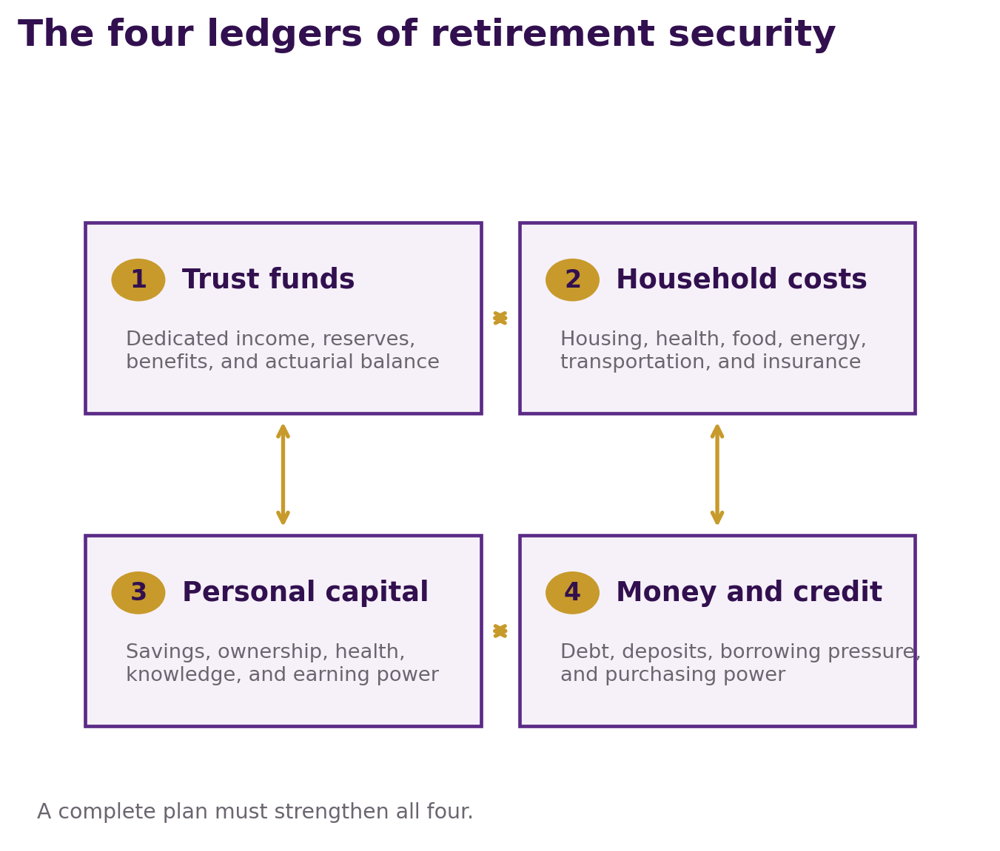 The four ledgers of retirement security
1 Trust funds
Dedicated income, reserves,
benefits, and actuarial balance
2 Household costs
Housing, health, food, energy,
transportation, and insurance
3 Personal capital
Savings, ownership, health,
knowledge, and earning power
4 Money and credit
Debt, deposits, borrowing pressure,
and purchasing power
A complete plan must strengthen all four.